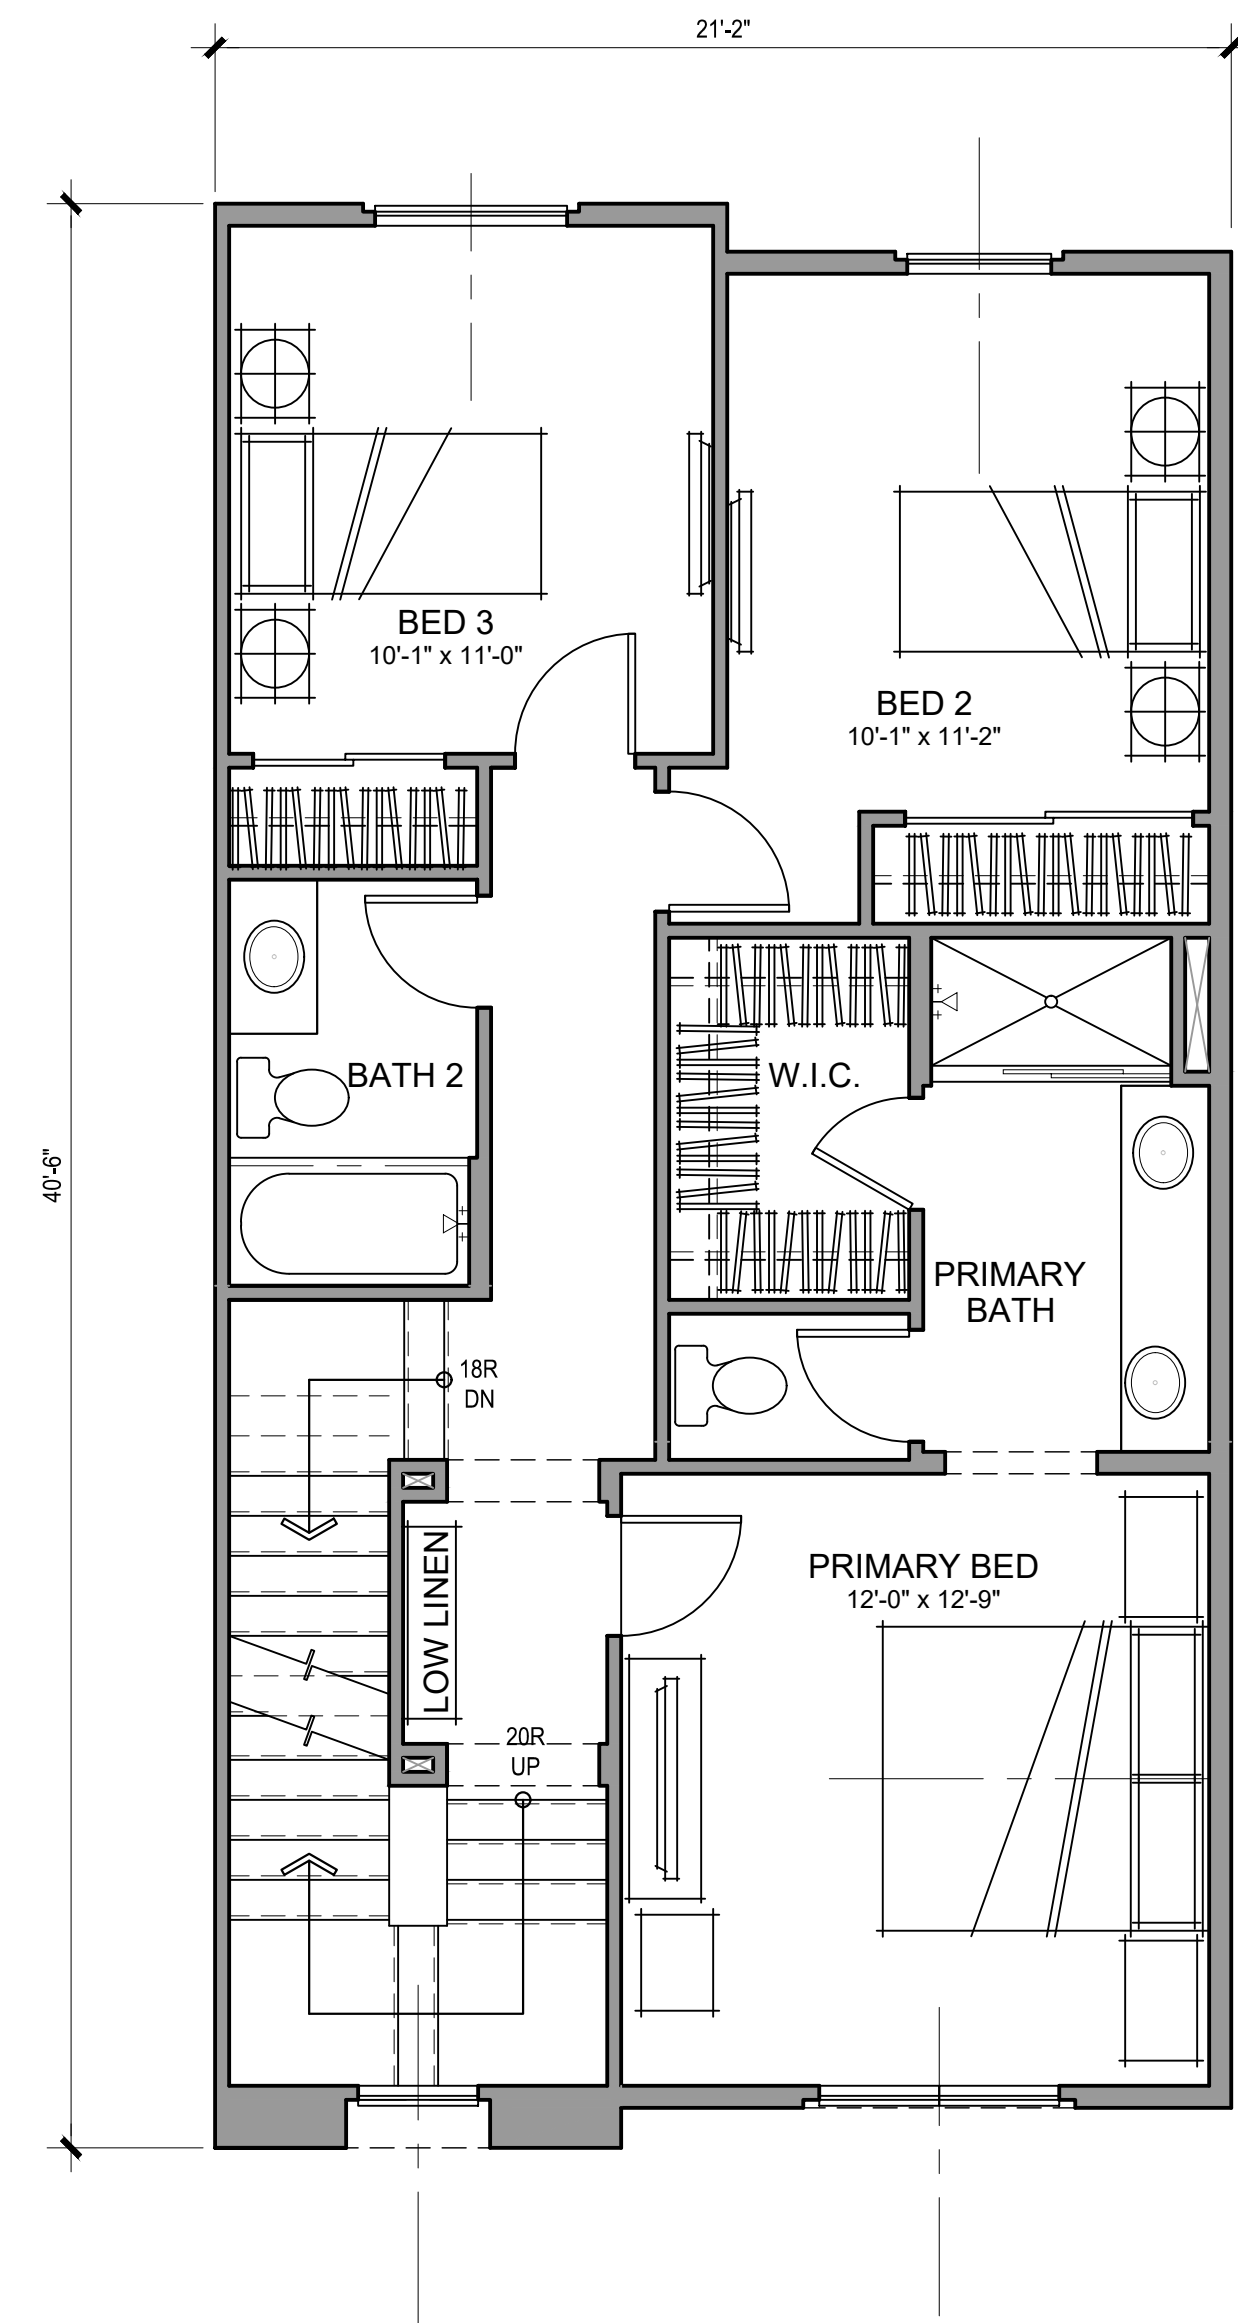 21'-2"
40'-6"
BED 3
10'-1" x 11'-0"
BED 2
10'-1" x 11'-2"
BATH 2
W.I.C.
PRIMARY
BATH
18R
DN
LOW LINEN
PRIMARY BED
12'-0" x 12'-9"
20R
UP